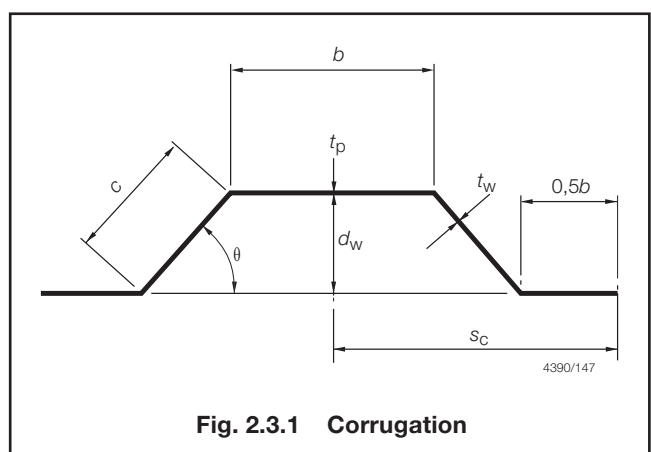 b
t_p
c
t_w
0,5b
θ
d_w
s_c
4390/147
Fig. 2.3.1 Corrugation